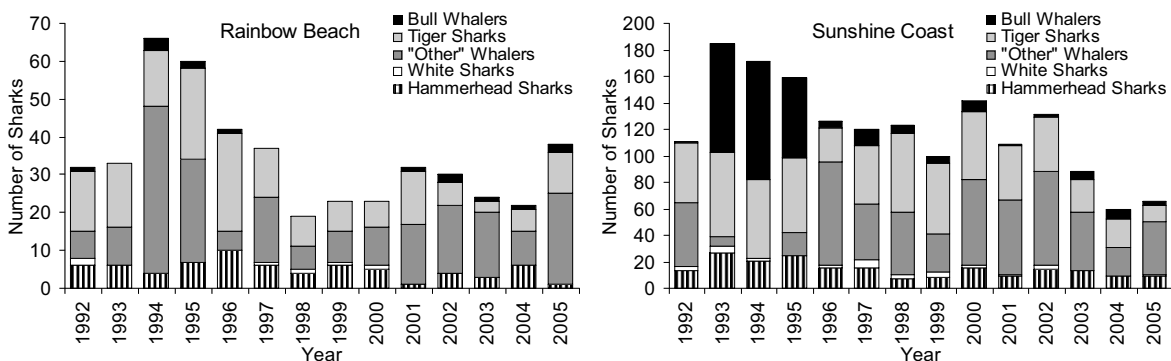 Rainbow Beach
Bull Whalers
Tiger Sharks
"Other" Whalers
White Sharks
Hammerhead Sharks
Number of Sharks
70
60
50
40
30
20
10
0
1992
1993
1994
1995
1996
1997
1998
1999
2000
2001
2002
2003
2004
2005
Year
Sunshine Coast
Bull Whalers
Tiger Sharks
"Other" Whalers
White Sharks
Hammerhead Sharks
Number of Sharks
200
180
160
140
120
100
80
60
40
20
0
1992
1993
1994
1995
1996
1997
1998
1999
2000
2001
2002
2003
2004
2005
Year